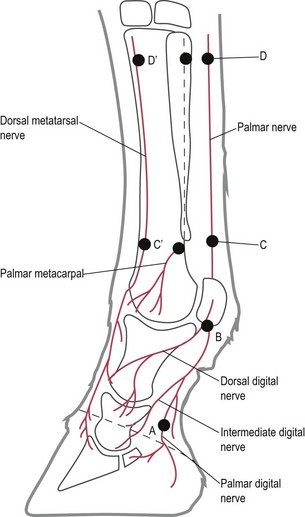 D'
D
Dorsal metatarsal
nerve
Palmar nerve
C'
C
Palmar metacarpal
B
Dorsal digital
nerve
A
Intermediate digital
nerve
Palmar digital
nerve